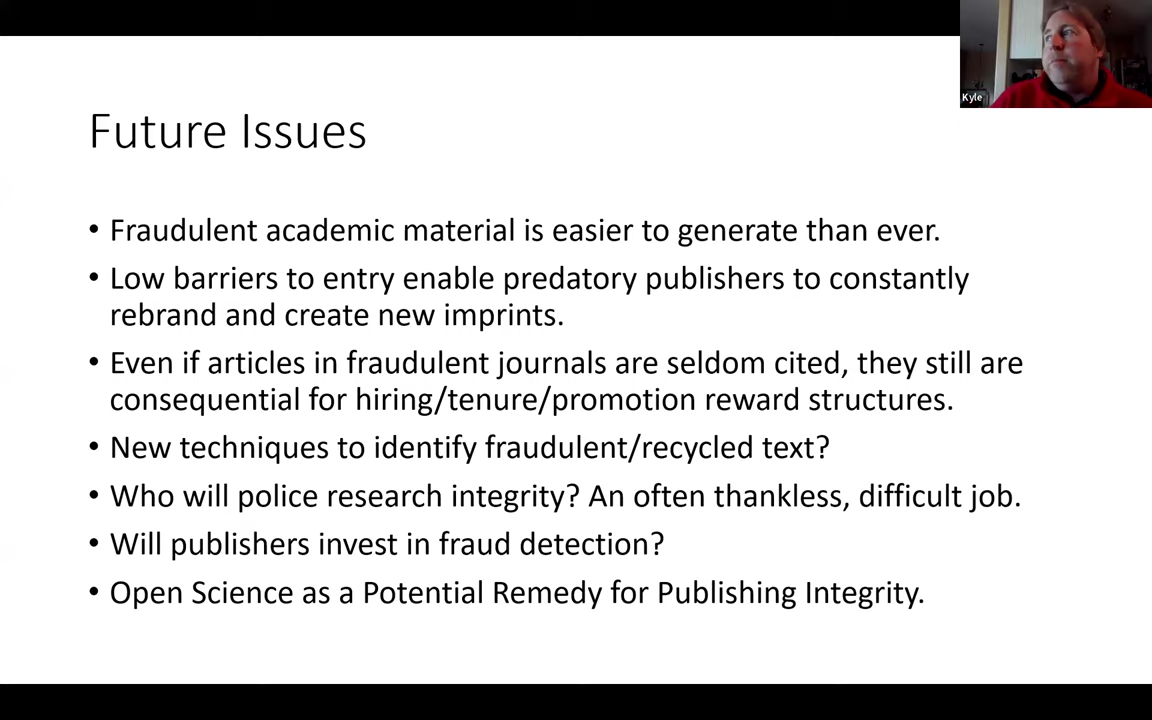 Kyle
Future Issues
• Fraudulent academic material is easier to generate than ever.
• Low barriers to entry enable predatory publishers to constantly
rebrand and create new imprints.
• Even if articles in fraudulent journals are seldom cited, they still are
consequential for hiring/tenure/promotion reward structures.
• New techniques to identify fraudulent/recycled text?
• Who will police research integrity? An often thankless, difficult job.
• Will publishers invest in fraud detection?
• Open Science as a Potential Remedy for Publishing Integrity.